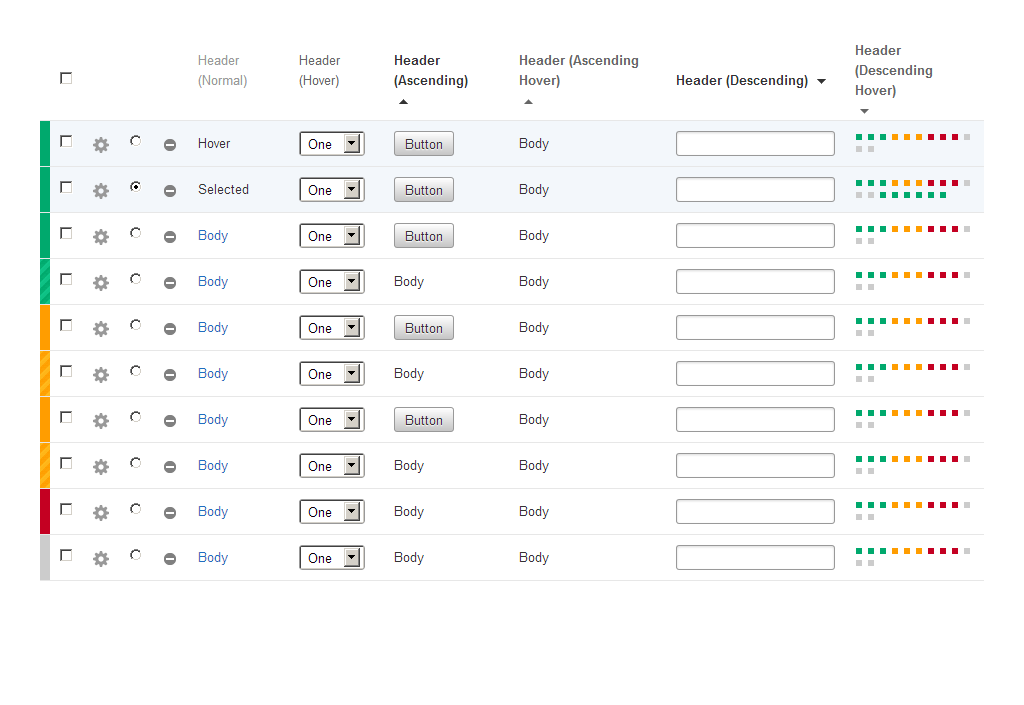 Header (Normal)
Header (Hover)
Header (Ascending)
Header (Ascending Hover)
Header (Descending)
Header (Descending Hover)
Hover One Button Body
Selected One Button Body
Body One Button Body
Body One Body Body
Body One Button Body
Body One Body Body
Body One Button Body
Body One Body Body
Body One Body Body
Body One Body Body